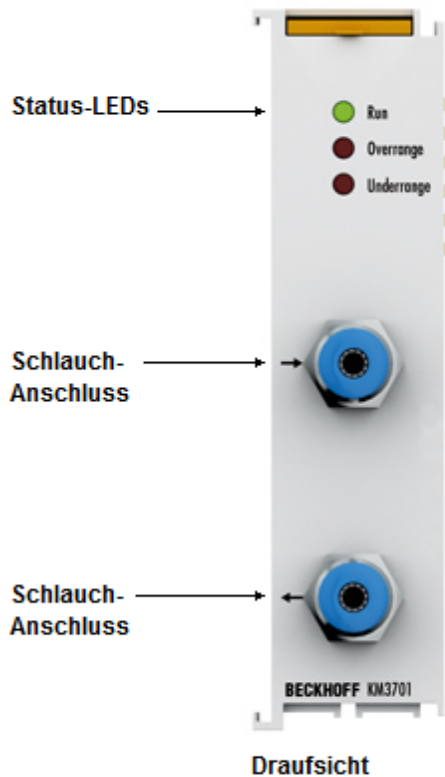 Status-LEDs
Run
Overrange
Underrange
Schlauch-
Anschluss
Schlauch-
Anschluss
BECKHOFF KM3701
Draufsicht